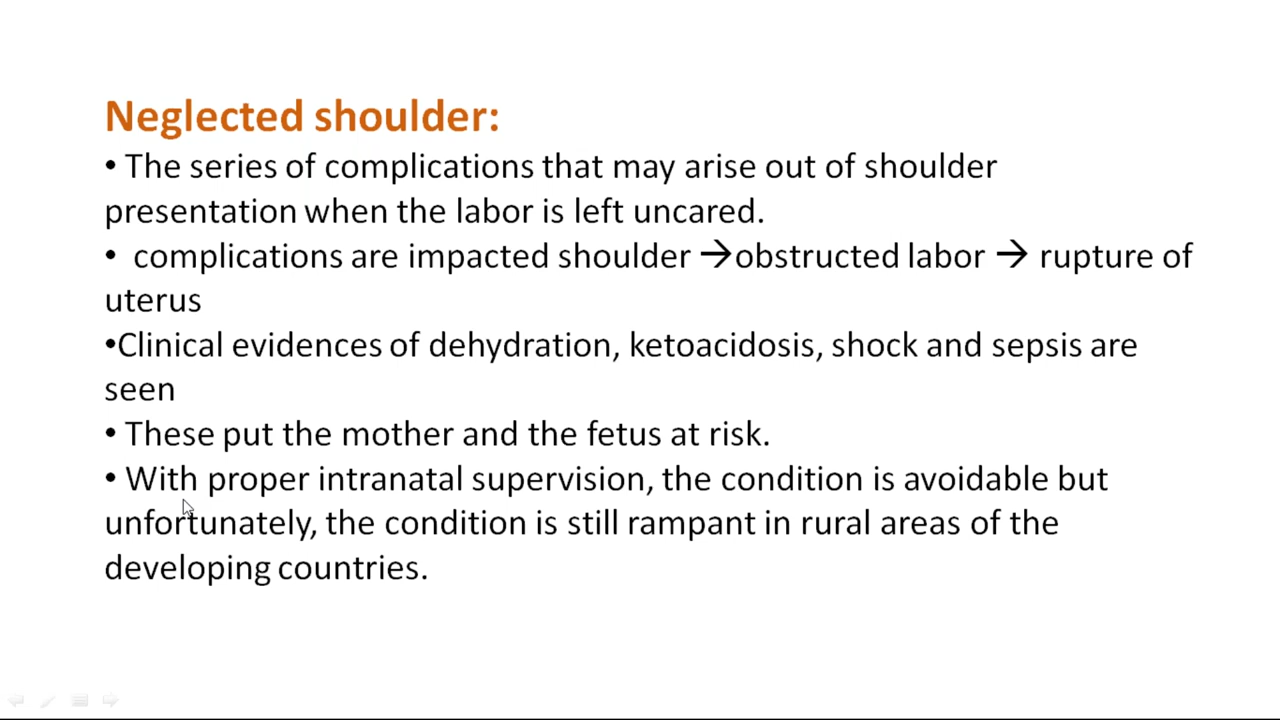 Neglected shoulder:
• The series of complications that may arise out of shoulder
presentation when the labor is left uncared.
• complications are impacted shoulder →obstructed labor → rupture of
uterus
•Clinical evidences of dehydration, ketoacidosis, shock and sepsis are
seen
• These put the mother and the fetus at risk.
• With proper intranatal supervision, the condition is avoidable but
unfortunately, the condition is still rampant in rural areas of the
developing countries.